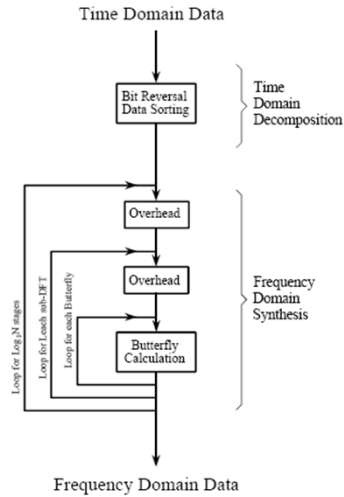 Time Domain Data
Bit Reversal
Data Sorting
Time
Domain
Decomposition
Overhead
Overhead
Loop for Log₂N stages
Loop for Leach sub-DFT
Loop for each Butterfly
Butterfly
Calculation
Frequency
Domain
Synthesis
Frequency Domain Data